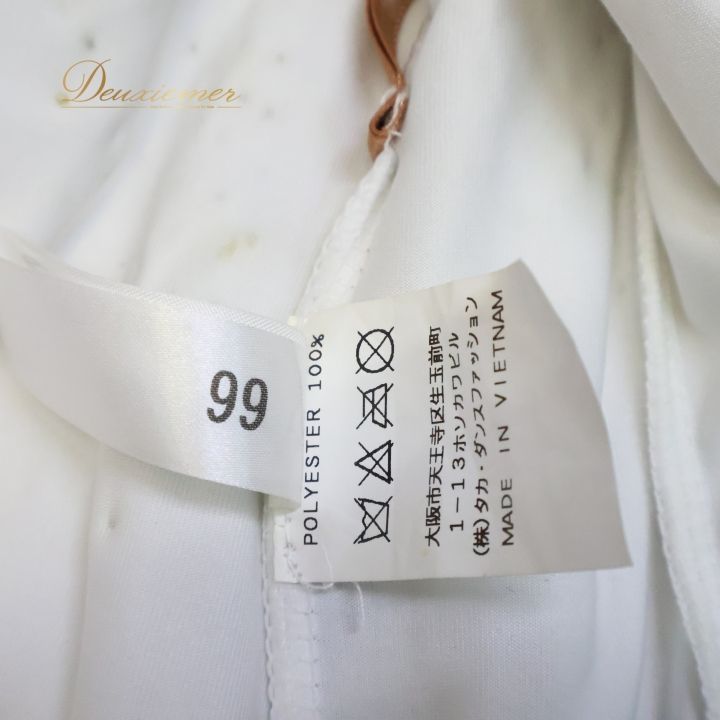 Deuxiemer
99
POLYESTER 100%
大阪市天王寺区生玉前町
1-13ホソカワビル
(株)タカ・ダンスファッション
MADE IN VIETNAM